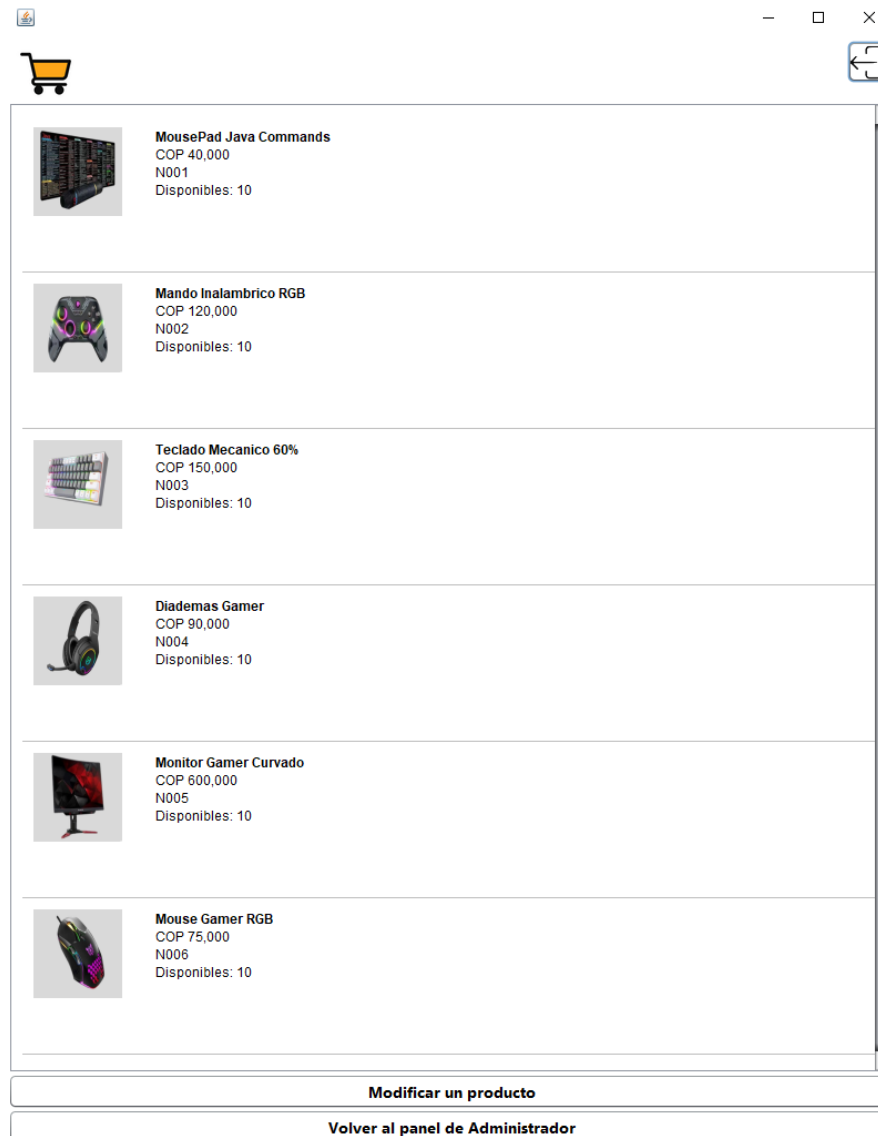 MousePad Java Commands
COP 40,000
N001
Disponibles: 10
Mando Inalambrico RGB
COP 120,000
N002
Disponibles: 10
Teclado Mecanico 60%
COP 150,000
N003
Disponibles: 10
Diademas Gamer
COP 90,000
N004
Disponibles: 10
Monitor Gamer Curvado
COP 600,000
N005
Disponibles: 10
Mouse Gamer RGB
COP 75,000
N006
Disponibles: 10
Modificar un producto
Volver al panel de Administrador